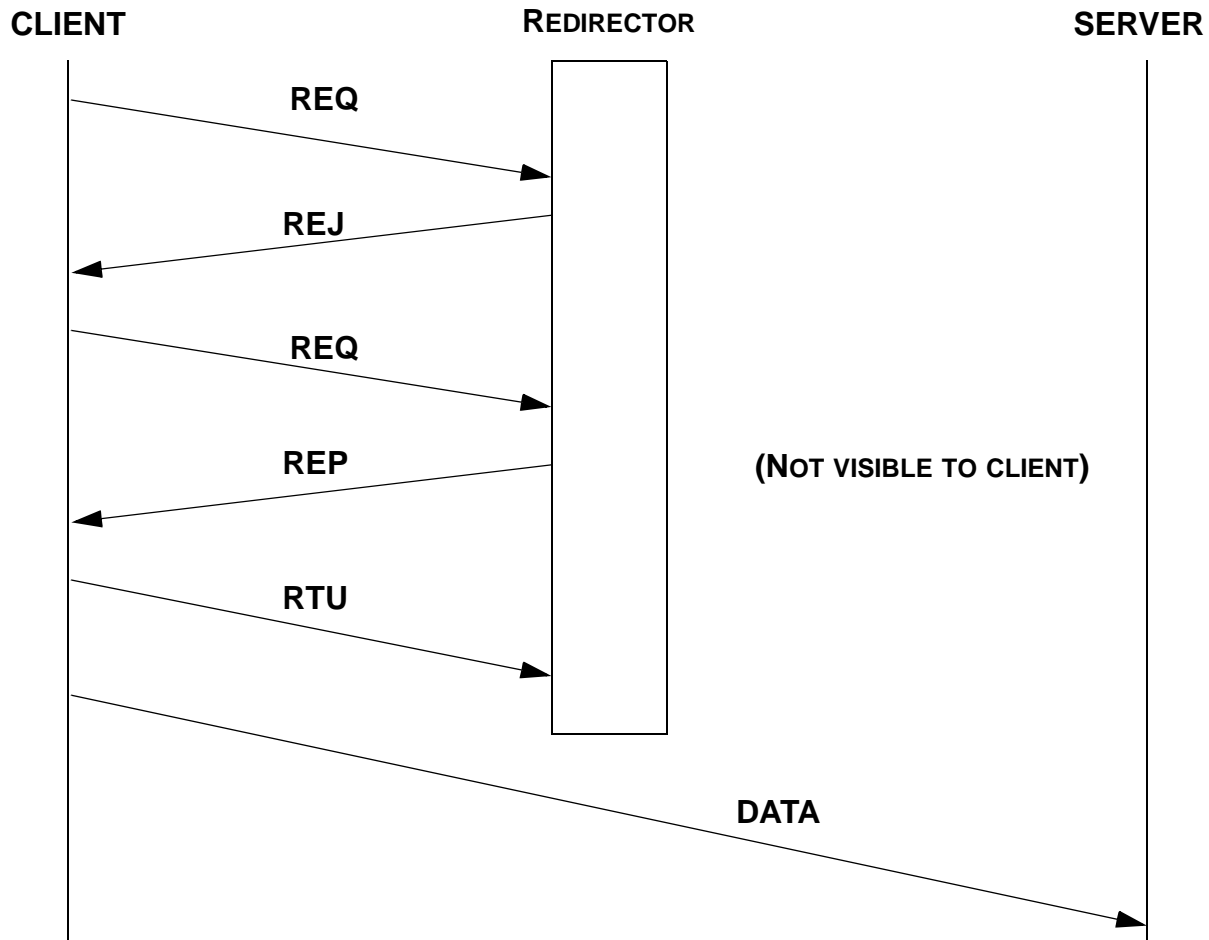 CLIENT
REDIRECTOR
SERVER
REQ
REJ
REQ
REP
(NOT VISIBLE TO CLIENT)
RTU
DATA